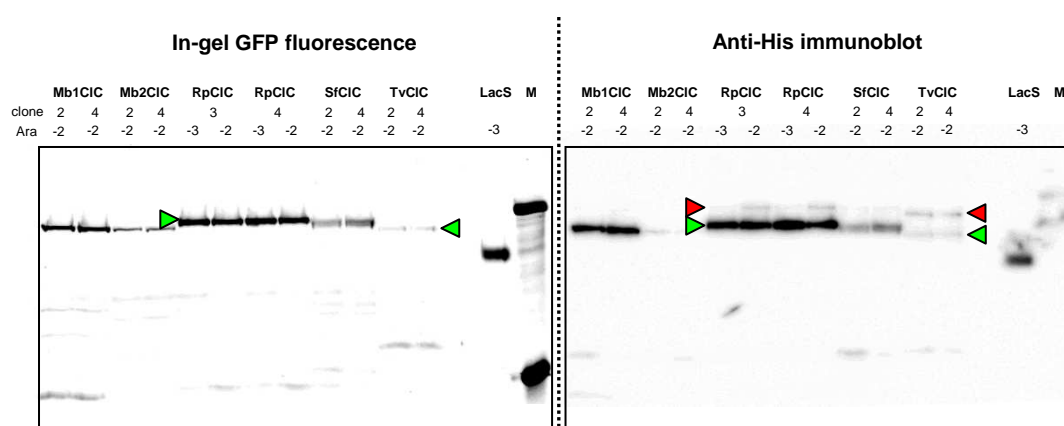 In-gel GFP fluorescence
Mb1ClC Mb2ClC RpClC RpClC SfClC TvClC LacS M
clone 2 4 2 4 3 4 2 4 2 4
Ara -2 -2 -2 -2 -3 -2 -3 -2 -2 -2 -2 -2 -3
Anti-His immunoblot
Mb1ClC Mb2ClC RpClC RpClC SfClC TvClC LacS M
2 4 2 4 3 4 2 4 2 4
-2 -2 -2 -2 -3 -2 -3 -2 -2 -2 -2 -2 -3